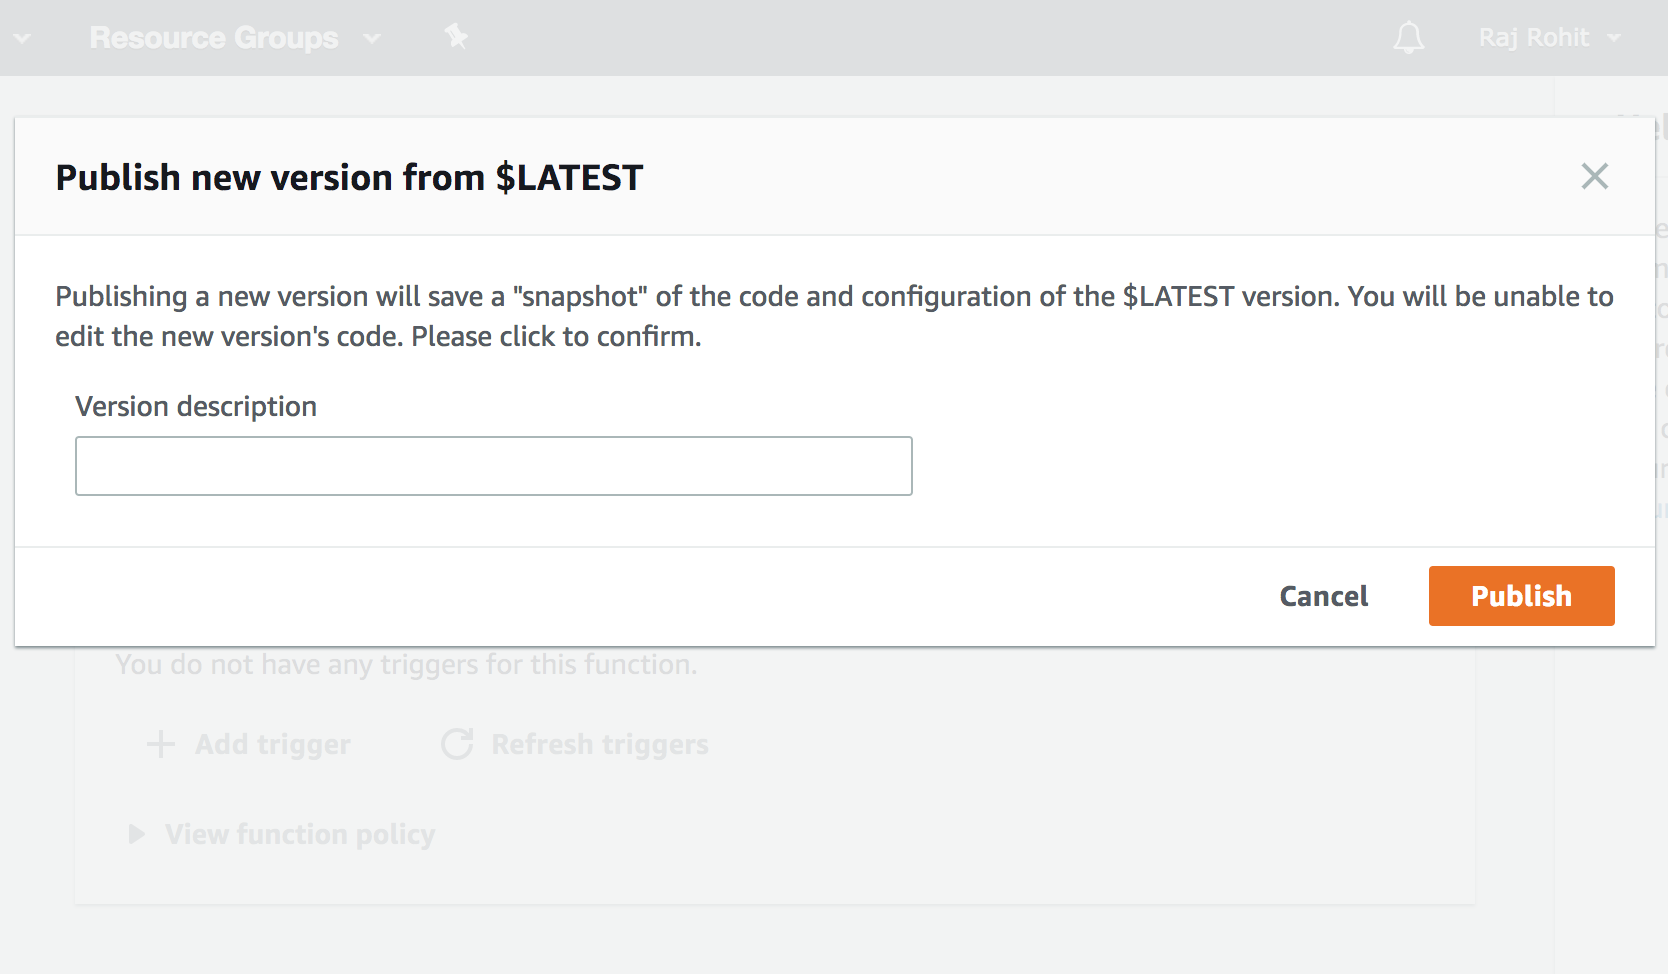 Resource Groups
Raj Rohit
Publish new version from $LATEST
Publishing a new version will save a "snapshot" of the code and configuration of the $LATEST version. You will be unable to
edit the new version's code. Please click to confirm.
Version description
Cancel
Publish
You do not have any triggers for this function.
Add trigger
Refresh triggers
View function policy